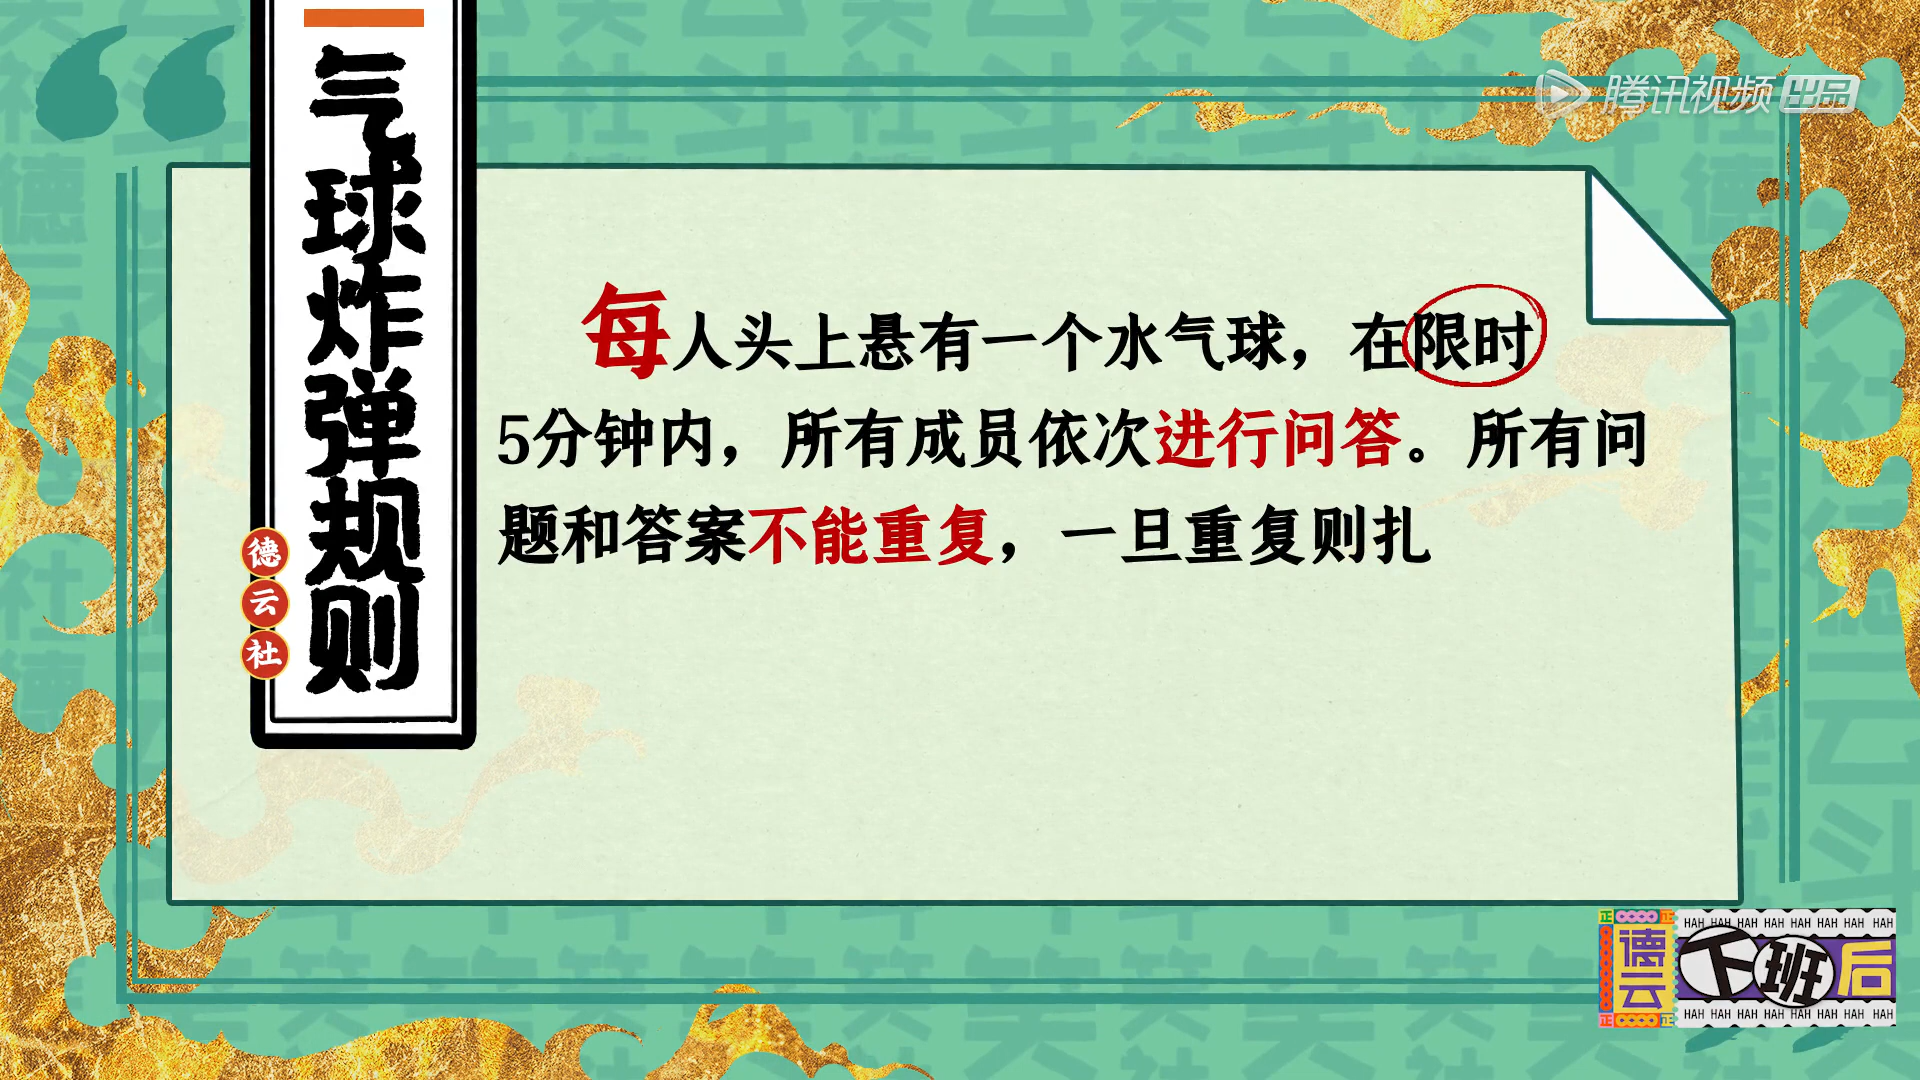 气球炸弹规则
德云社
腾讯视频 出品
每人头上悬有一个水气球，在限时
5分钟内，所有成员依次进行问答。所有问
题和答案不能重复，一旦重复则扎
HAH HAH HAH HAH HAH HAH HAH HAH
德云
下班后
HAH HAH HAH HAH HAH HAH HAH HAH